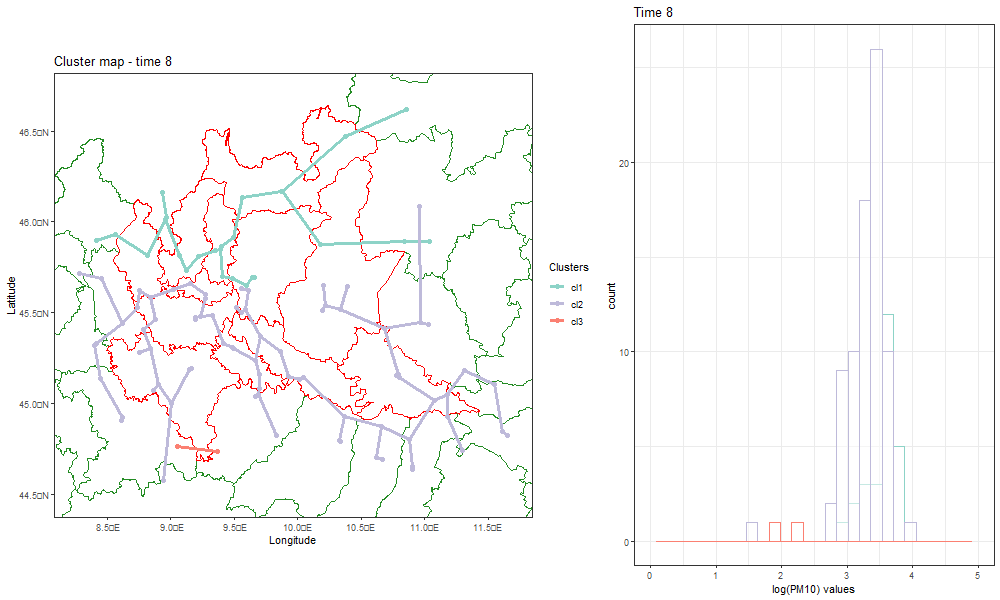 Cluster map - time 8
46.5□N
46.0□N
45.5□N
45.0□N
44.5□N
Latitude
8.5□E 9.0□E 9.5□E 10.0□E 10.5□E 11.0□E 11.5□E
Longitude
Clusters
cl1
cl2
cl3
Time 8
20
10
0
count
0 1 2 3 4 5
log(PM10) values